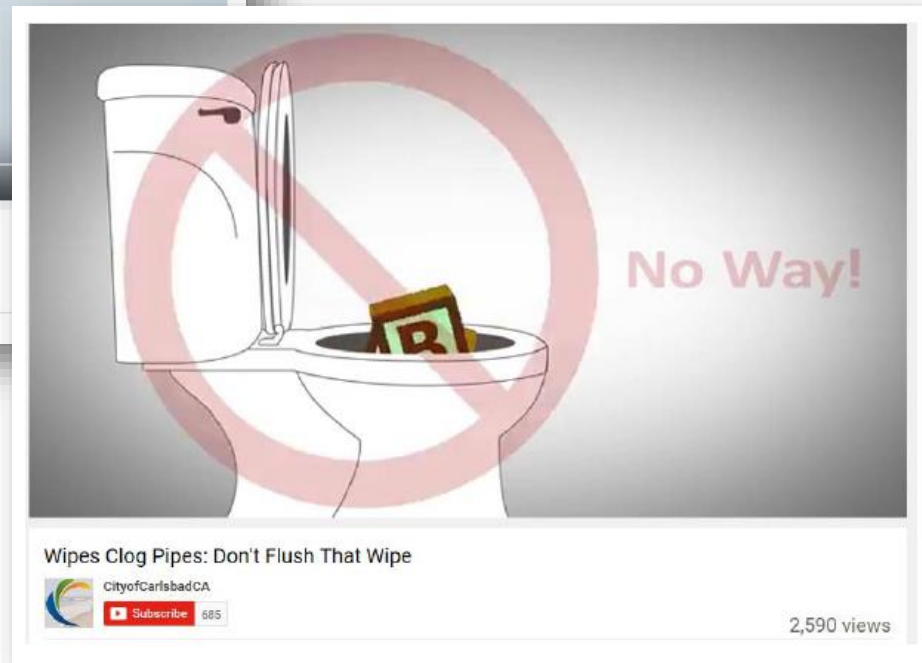 No Way!
B
Wipes Clog Pipes: Don't Flush That Wipe
CityofCarlsbadCA
Subscribe 685
2,590 views